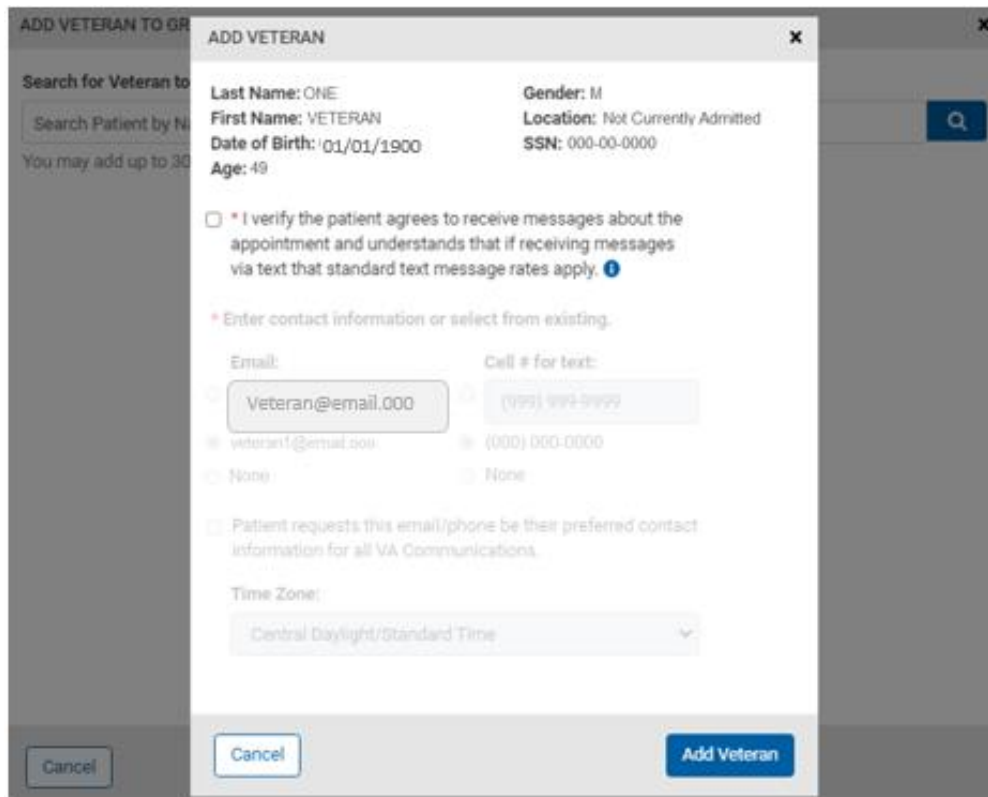 ADD VETERAN TO GR
ADD VETERAN
Search for Veteran to
Search Patient by Na
You may add up to 30
Last Name: ONE
Gender: M
First Name: VETERAN
Location: Not Currently Admitted
Date of Birth: 01/01/1900
SSN: 000-00-0000
Age: 49
* I verify the patient agrees to receive messages about the
appointment and understands that if receiving messages
via text that standard text message rates apply.
* Enter contact information or select from existing.
Email:
Cell # for text:
Veteran@email.000
(999) 999-9999
veteran1@email.ooo
(000) 000-0000
None
None
Patient requests this email/phone be their preferred contact
information for all VA Communications.
Time Zone:
Central Daylight/Standard Time
Cancel
Add Veteran
Cancel